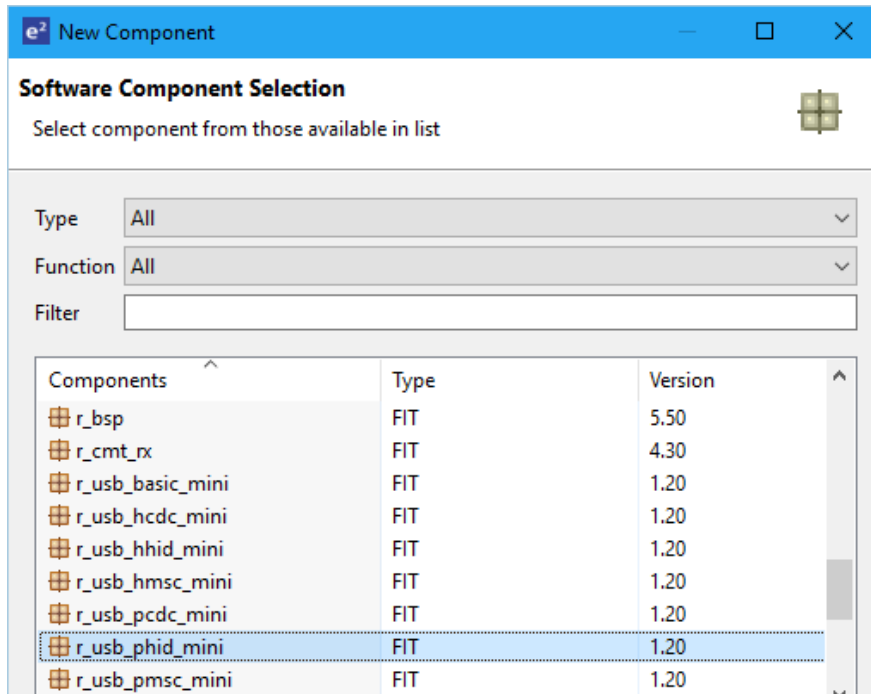 e² New Component
Software Component Selection
Select component from those available in list
Type All
Function All
Filter
Components Type Version
r_bsp FIT 5.50
r_cmt_rx FIT 4.30
r_usb_basic_mini FIT 1.20
r_usb_hcdc_mini FIT 1.20
r_usb_hhid_mini FIT 1.20
r_usb_hmsc_mini FIT 1.20
r_usb_pcdc_mini FIT 1.20
r_usb_phid_mini FIT 1.20
r_usb_pmsc_mini FIT 1.20